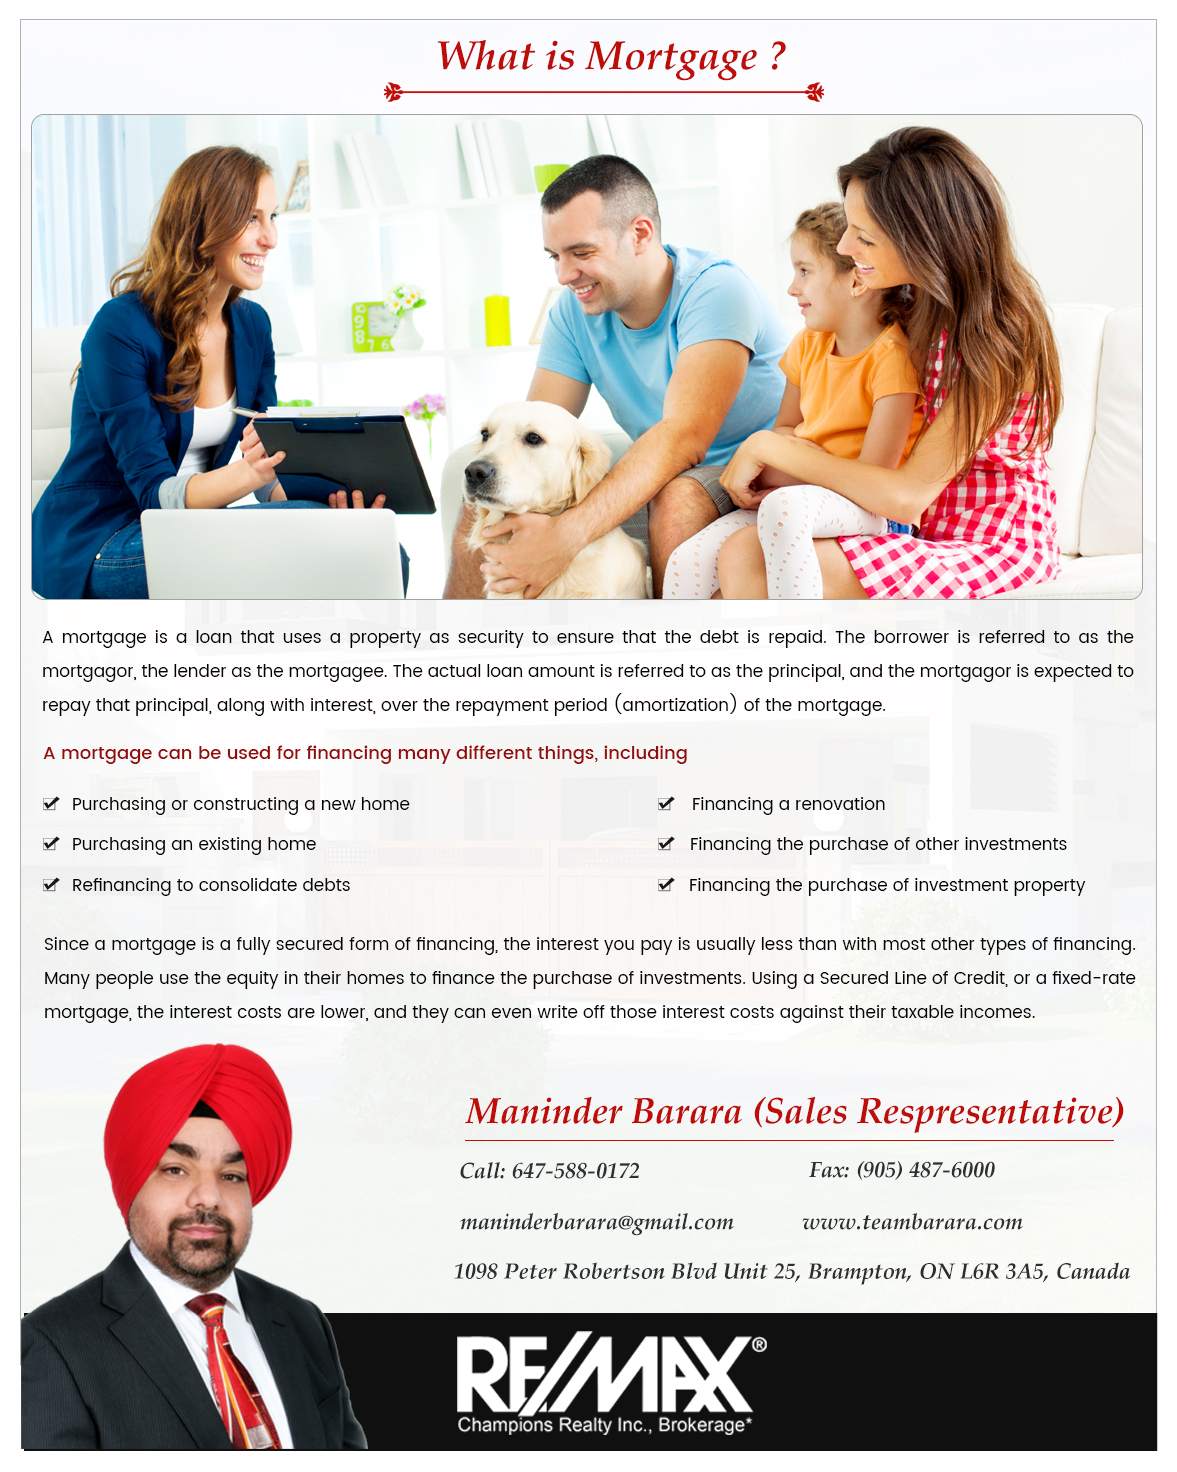 What is Mortgage ?
A mortgage is a loan that uses a property as security to ensure that the debt is repaid. The borrower is referred to as the
mortgagor, the lender as the mortgagee. The actual loan amount is referred to as the principal, and the mortgagor is expected to
repay that principal, along with interest, over the repayment period (amortization) of the mortgage.
A mortgage can be used for financing many different things, including
Purchasing or constructing a new home
Purchasing an existing home
Refinancing to consolidate debts
Financing a renovation
Financing the purchase of other investments
Financing the purchase of investment property
Since a mortgage is a fully secured form of financing, the interest you pay is usually less than with most other types of financing.
Many people use the equity in their homes to finance the purchase of investments. Using a Secured Line of Credit, or a fixed-rate
mortgage, the interest costs are lower, and they can even write off those interest costs against their taxable incomes.
Maninder Barara (Sales Respresentative)
Call: 647-588-0172
Fax: (905) 487-6000
maninderbarara@gmail.com
www.teambarara.com
1098 Peter Robertson Blvd Unit 25, Brampton, ON L6R 3A5, Canada
RE/MAX®
Champions Realty Inc., Brokerage*